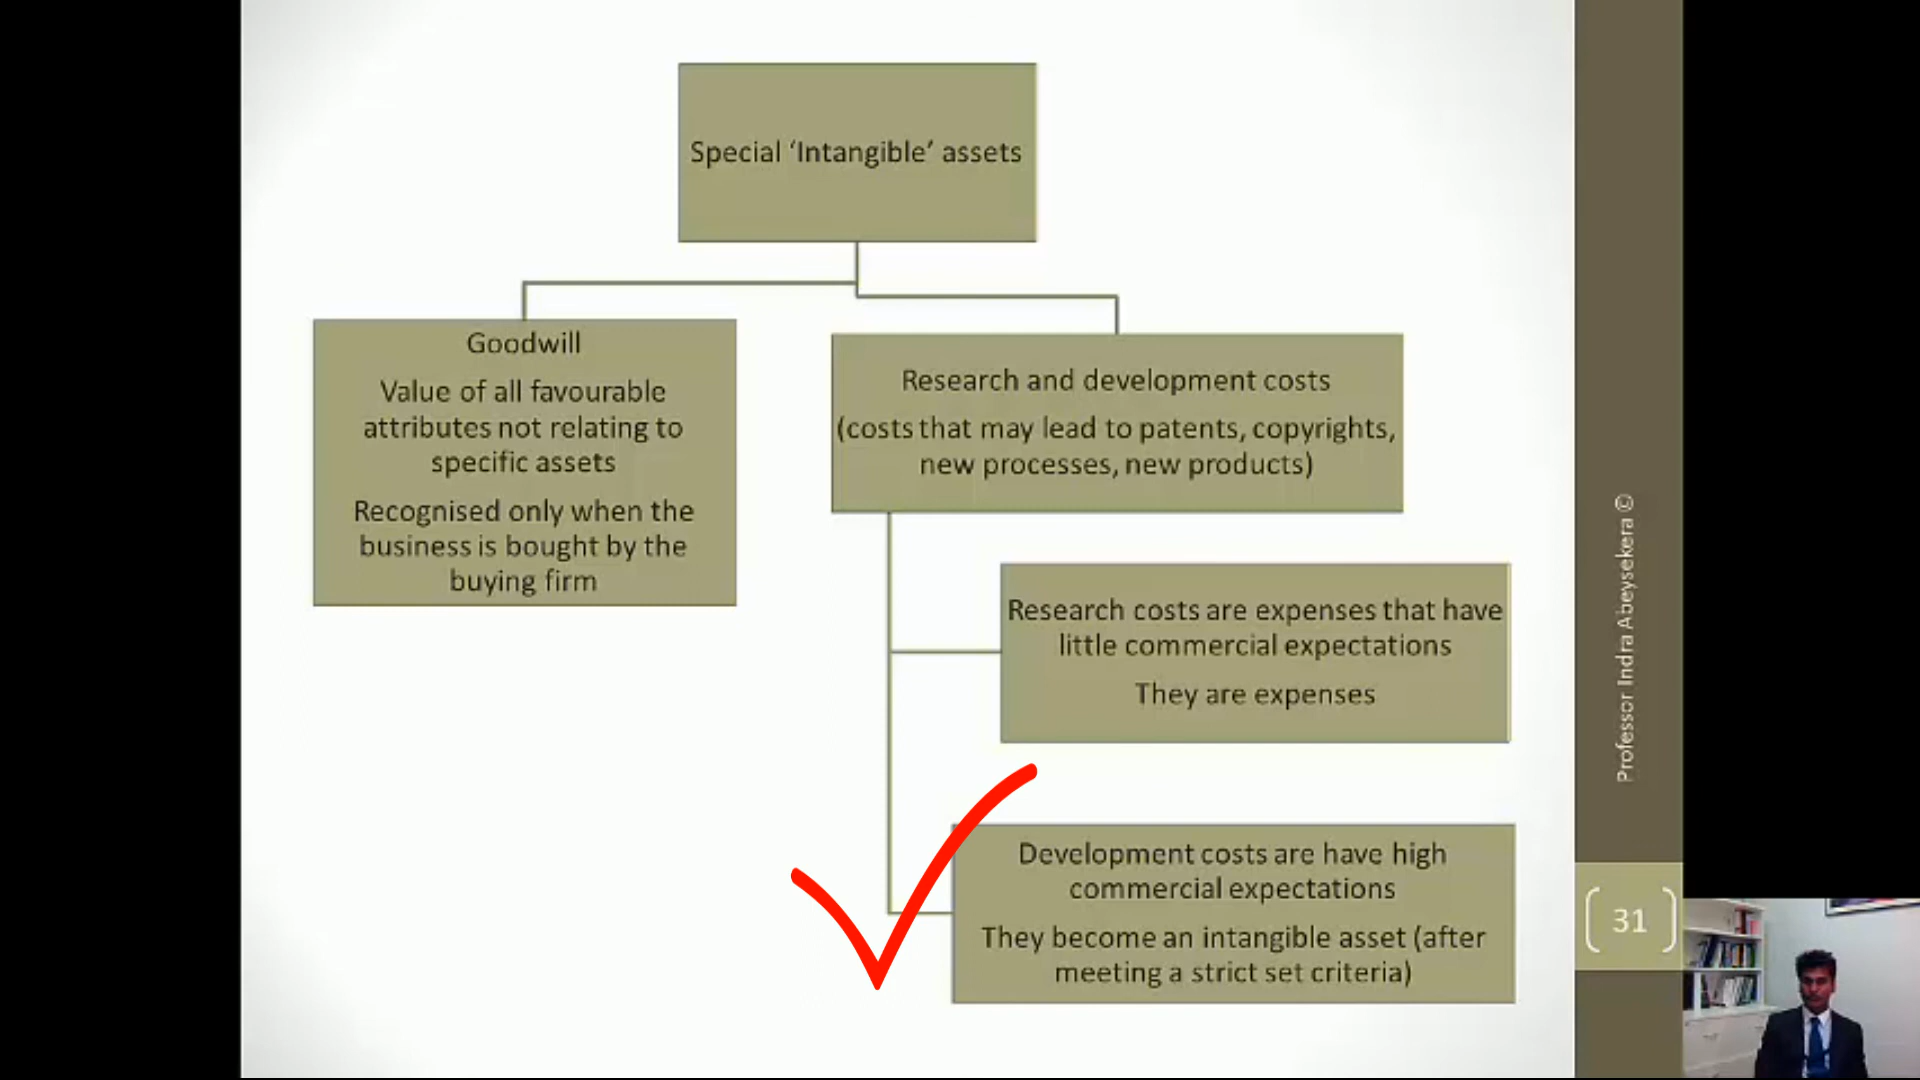 Special ‘Intangible’ assets
Goodwill
Value of all favourable
attributes not relating to
specific assets
Recognised only when the
business is bought by the
buying firm
Research and development costs
(costs that may lead to patents, copyrights,
new processes, new products)
Research costs are expenses that have
little commercial expectations
They are expenses
Development costs are have high
commercial expectations
They become an intangible asset (after
meeting a strict set criteria)
Professor Indra Abeysekera ©
31